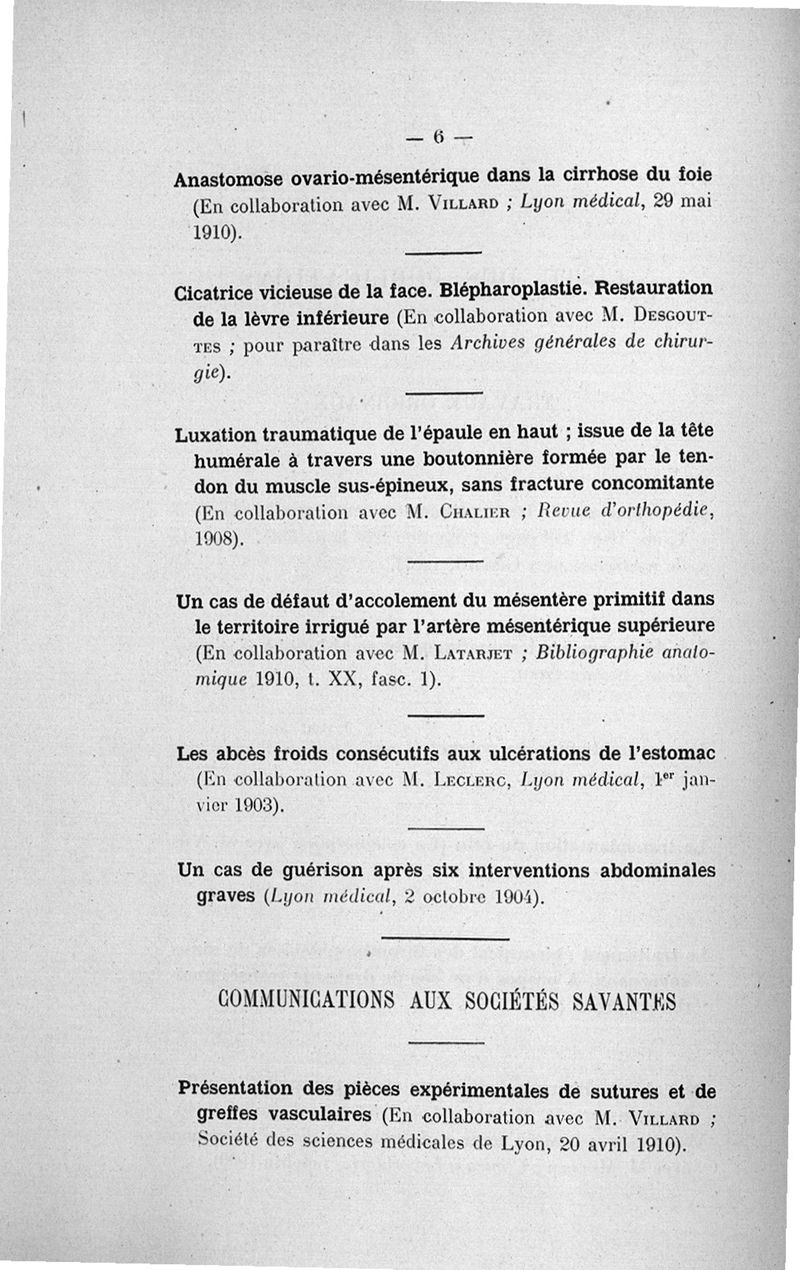 — 6 —
Anastomose ovario-mésentérique dans la cirrhose du foie
(En collaboration avec M. VILLARD ; Lyon médical, 29 mai
1910).
Cicatrice vicieuse de la face. Blépharoplastie. Restauration
de la lèvre inférieure (En collaboration avec M. DESGOUT-
TES ; pour paraître dans les Archives générales de chirur-
gie).
Luxation traumatique de l'épaule en haut ; issue de la tête
humérale à travers une boutonnière formée par le ten-
don du muscle sus-épineux, sans fracture concomitante
(En collaboration avec M. CHALIER ; Revue d'orthopédie,
1908).
Un cas de défaut d'accolement du mésentère primitif dans
le territoire irrigué par l'artère mésentérique supérieure
(En collaboration avec M. LATARJET ; Bibliographie anato-
mique 1910, t. XX, fasc. 1).
Les abcès froids consécutifs aux ulcérations de l'estomac
(En collaboration avec M. LECLERC, Lyon médical, 1er jan-
vier 1903).
Un cas de guérison après six interventions abdominales
graves (Lyon médical, 2 octobre 1904).
COMMUNICATIONS AUX SOCIÉTÉS SAVANTES
Présentation des pièces expérimentales de sutures et de
greffes vasculaires (En collaboration avec M. VILLARD ;
Société des sciences médicales de Lyon, 20 avril 1910).